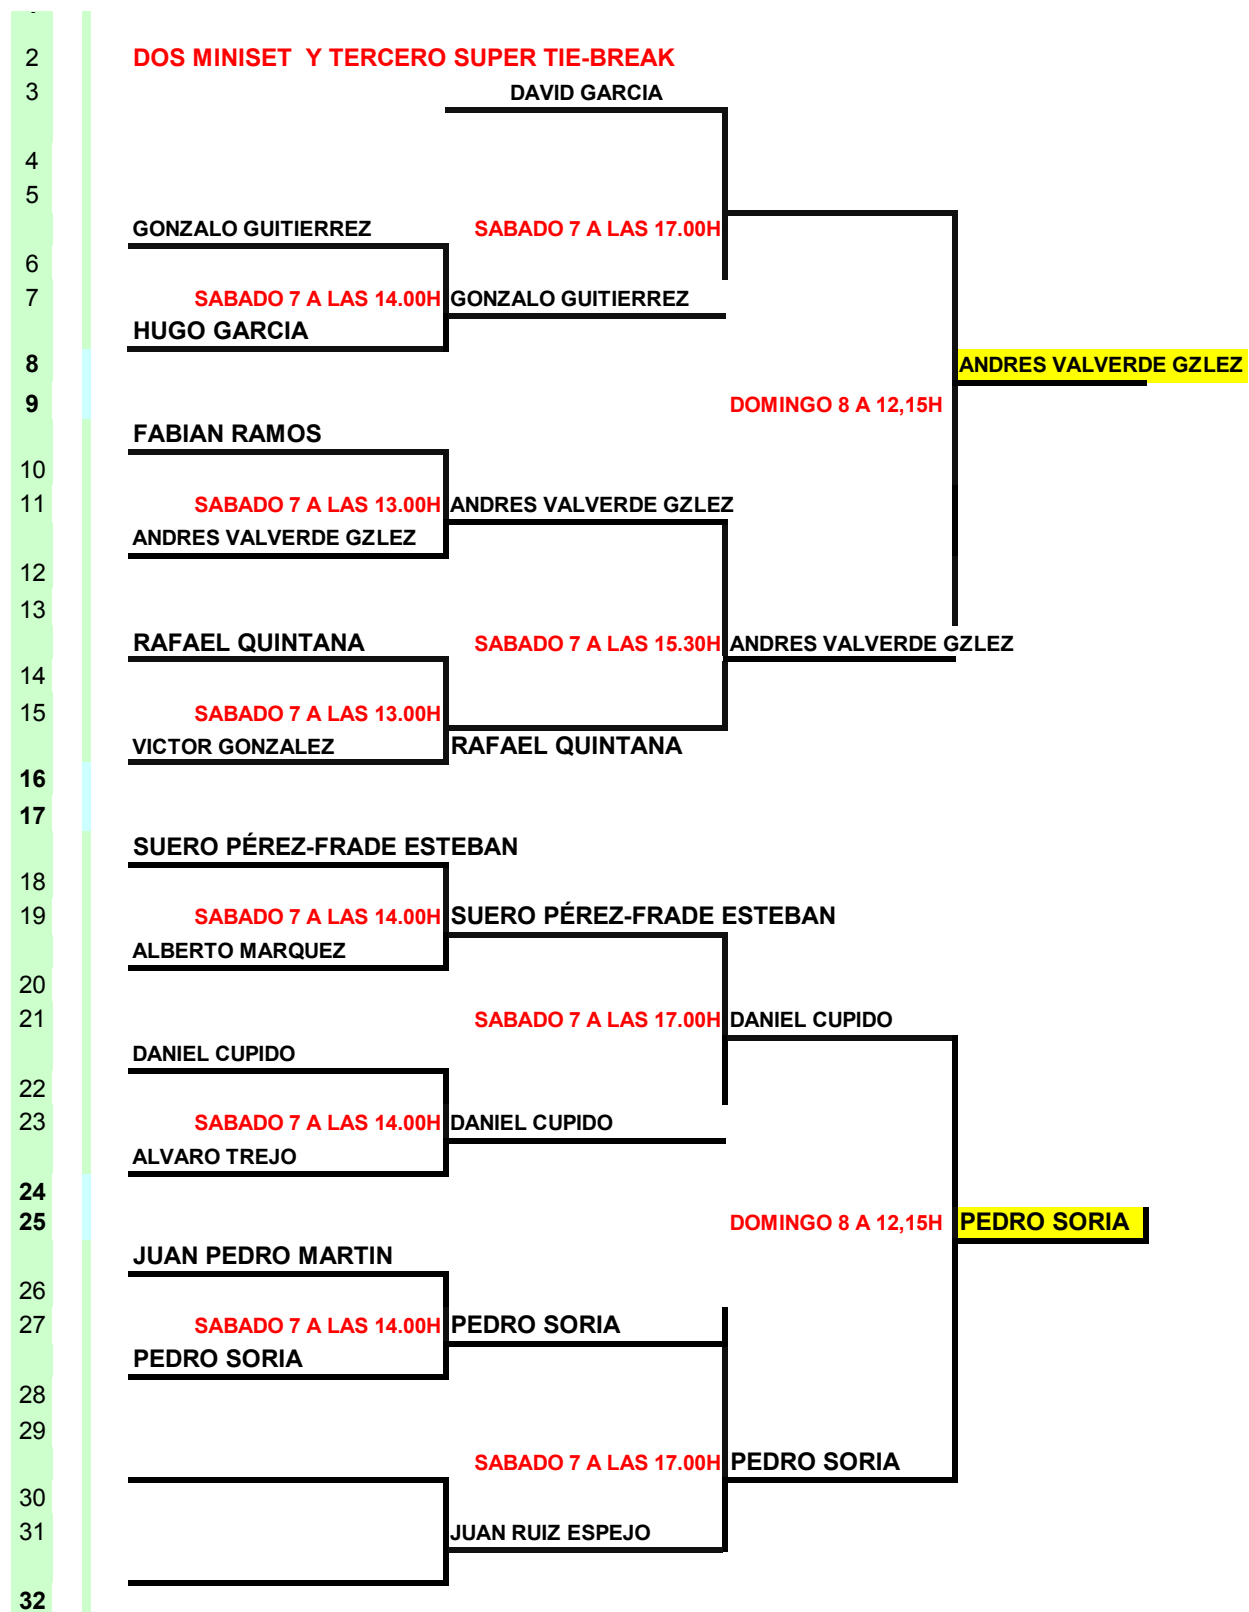 2 DOS MINISET Y TERCERO SUPER TIE-BREAK
3 DAVID GARCIA
4
5
GONZALO GUITIERREZ SABADO 7 A LAS 17.00H
6
7 SABADO 7 A LAS 14.00H GONZALO GUITIERREZ
HUGO GARCIA
8 ANDRES VALVERDE GZLEZ
9 DOMINGO 8 A 12,15H
FABIAN RAMOS
10
11 SABADO 7 A LAS 13.00H ANDRES VALVERDE GZLEZ
ANDRES VALVERDE GZLEZ
12
13
RAFAEL QUINTANA SABADO 7 A LAS 15.30H ANDRES VALVERDE GZLEZ
14
15 SABADO 7 A LAS 13.00H
VICTOR GONZALEZ RAFAEL QUINTANA
16
17
SUERO PÉREZ-FRADE ESTEBAN
18
19 SABADO 7 A LAS 14.00H SUERO PÉREZ-FRADE ESTEBAN
ALBERTO MARQUEZ
20
21 SABADO 7 A LAS 17.00H DANIEL CUPIDO
DANIEL CUPIDO
22
23 SABADO 7 A LAS 14.00H DANIEL CUPIDO
ALVARO TREJO
24
25 DOMINGO 8 A 12,15H PEDRO SORIA
JUAN PEDRO MARTIN
26
27 SABADO 7 A LAS 14.00H PEDRO SORIA
PEDRO SORIA
28
29
SABADO 7 A LAS 17.00H PEDRO SORIA
30
31 JUAN RUIZ ESPEJO
32